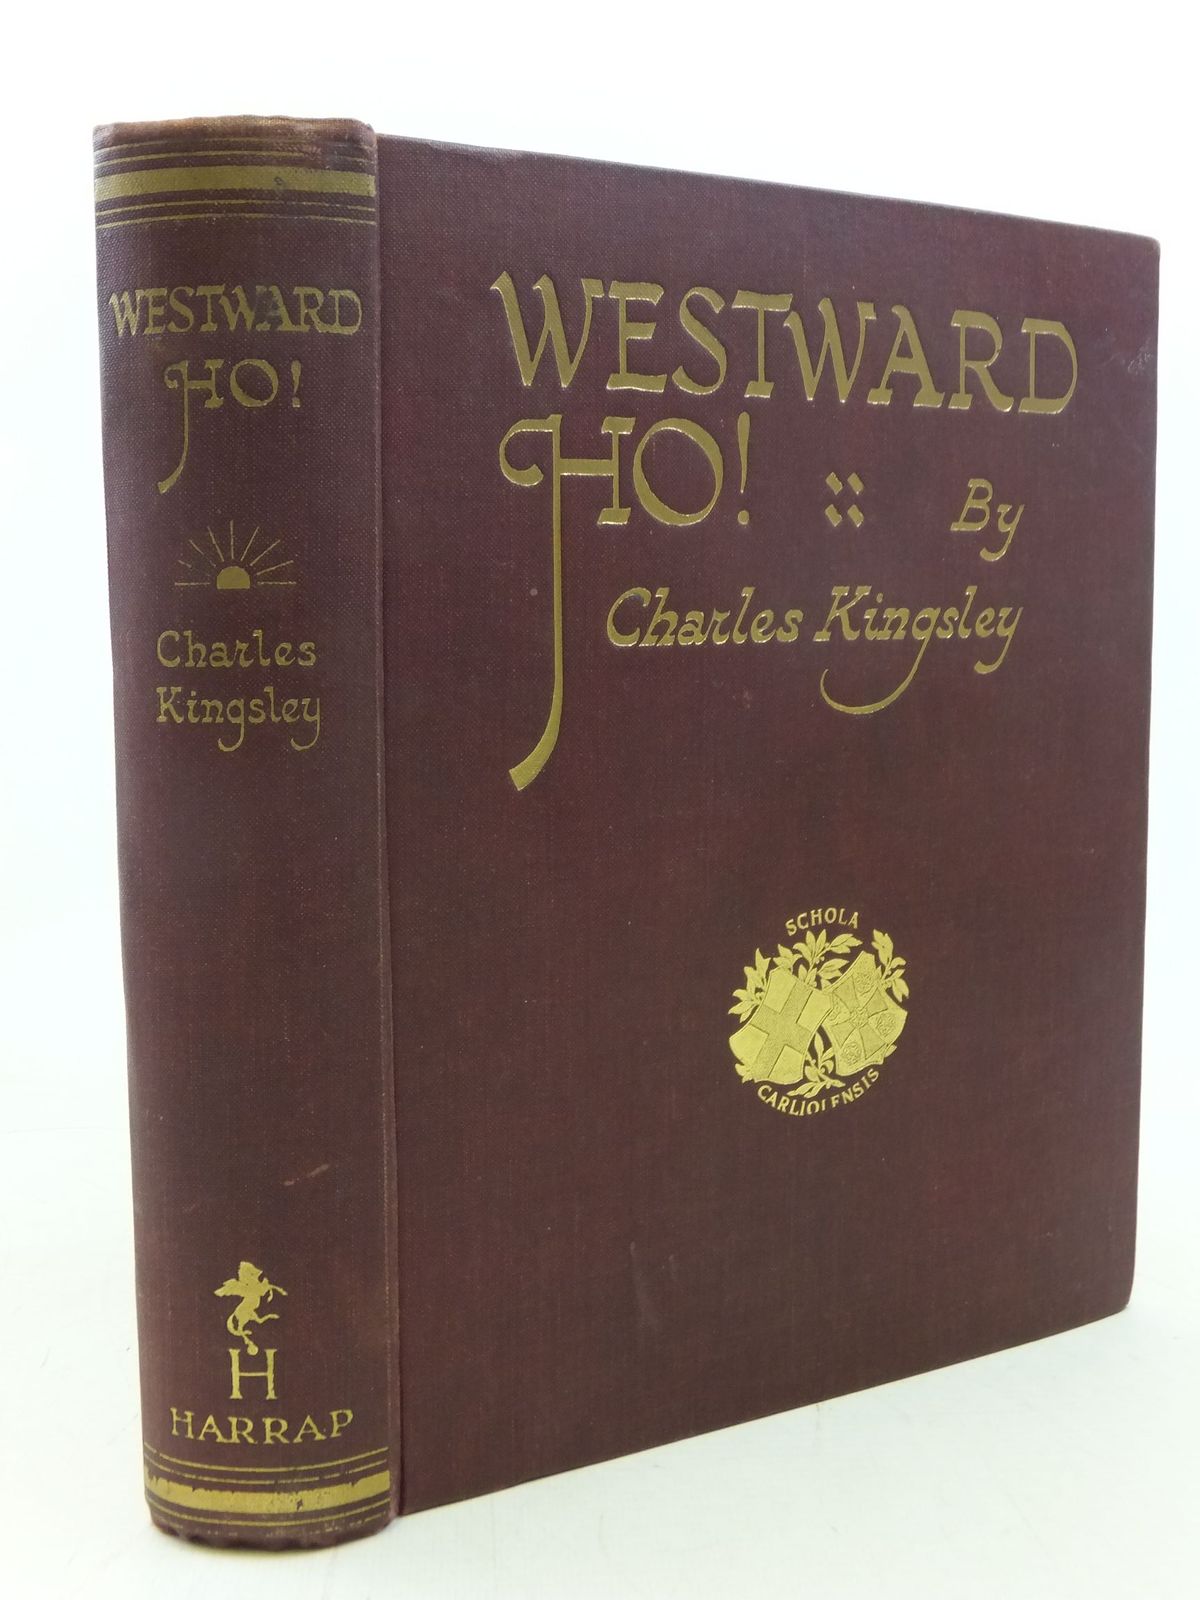 WESTWARD
HO!
Charles
Kingsley
H
HARRAP
WESTWARD
HO! By
Charles Kingsley
SCHOLA
CARLIOLENSIS